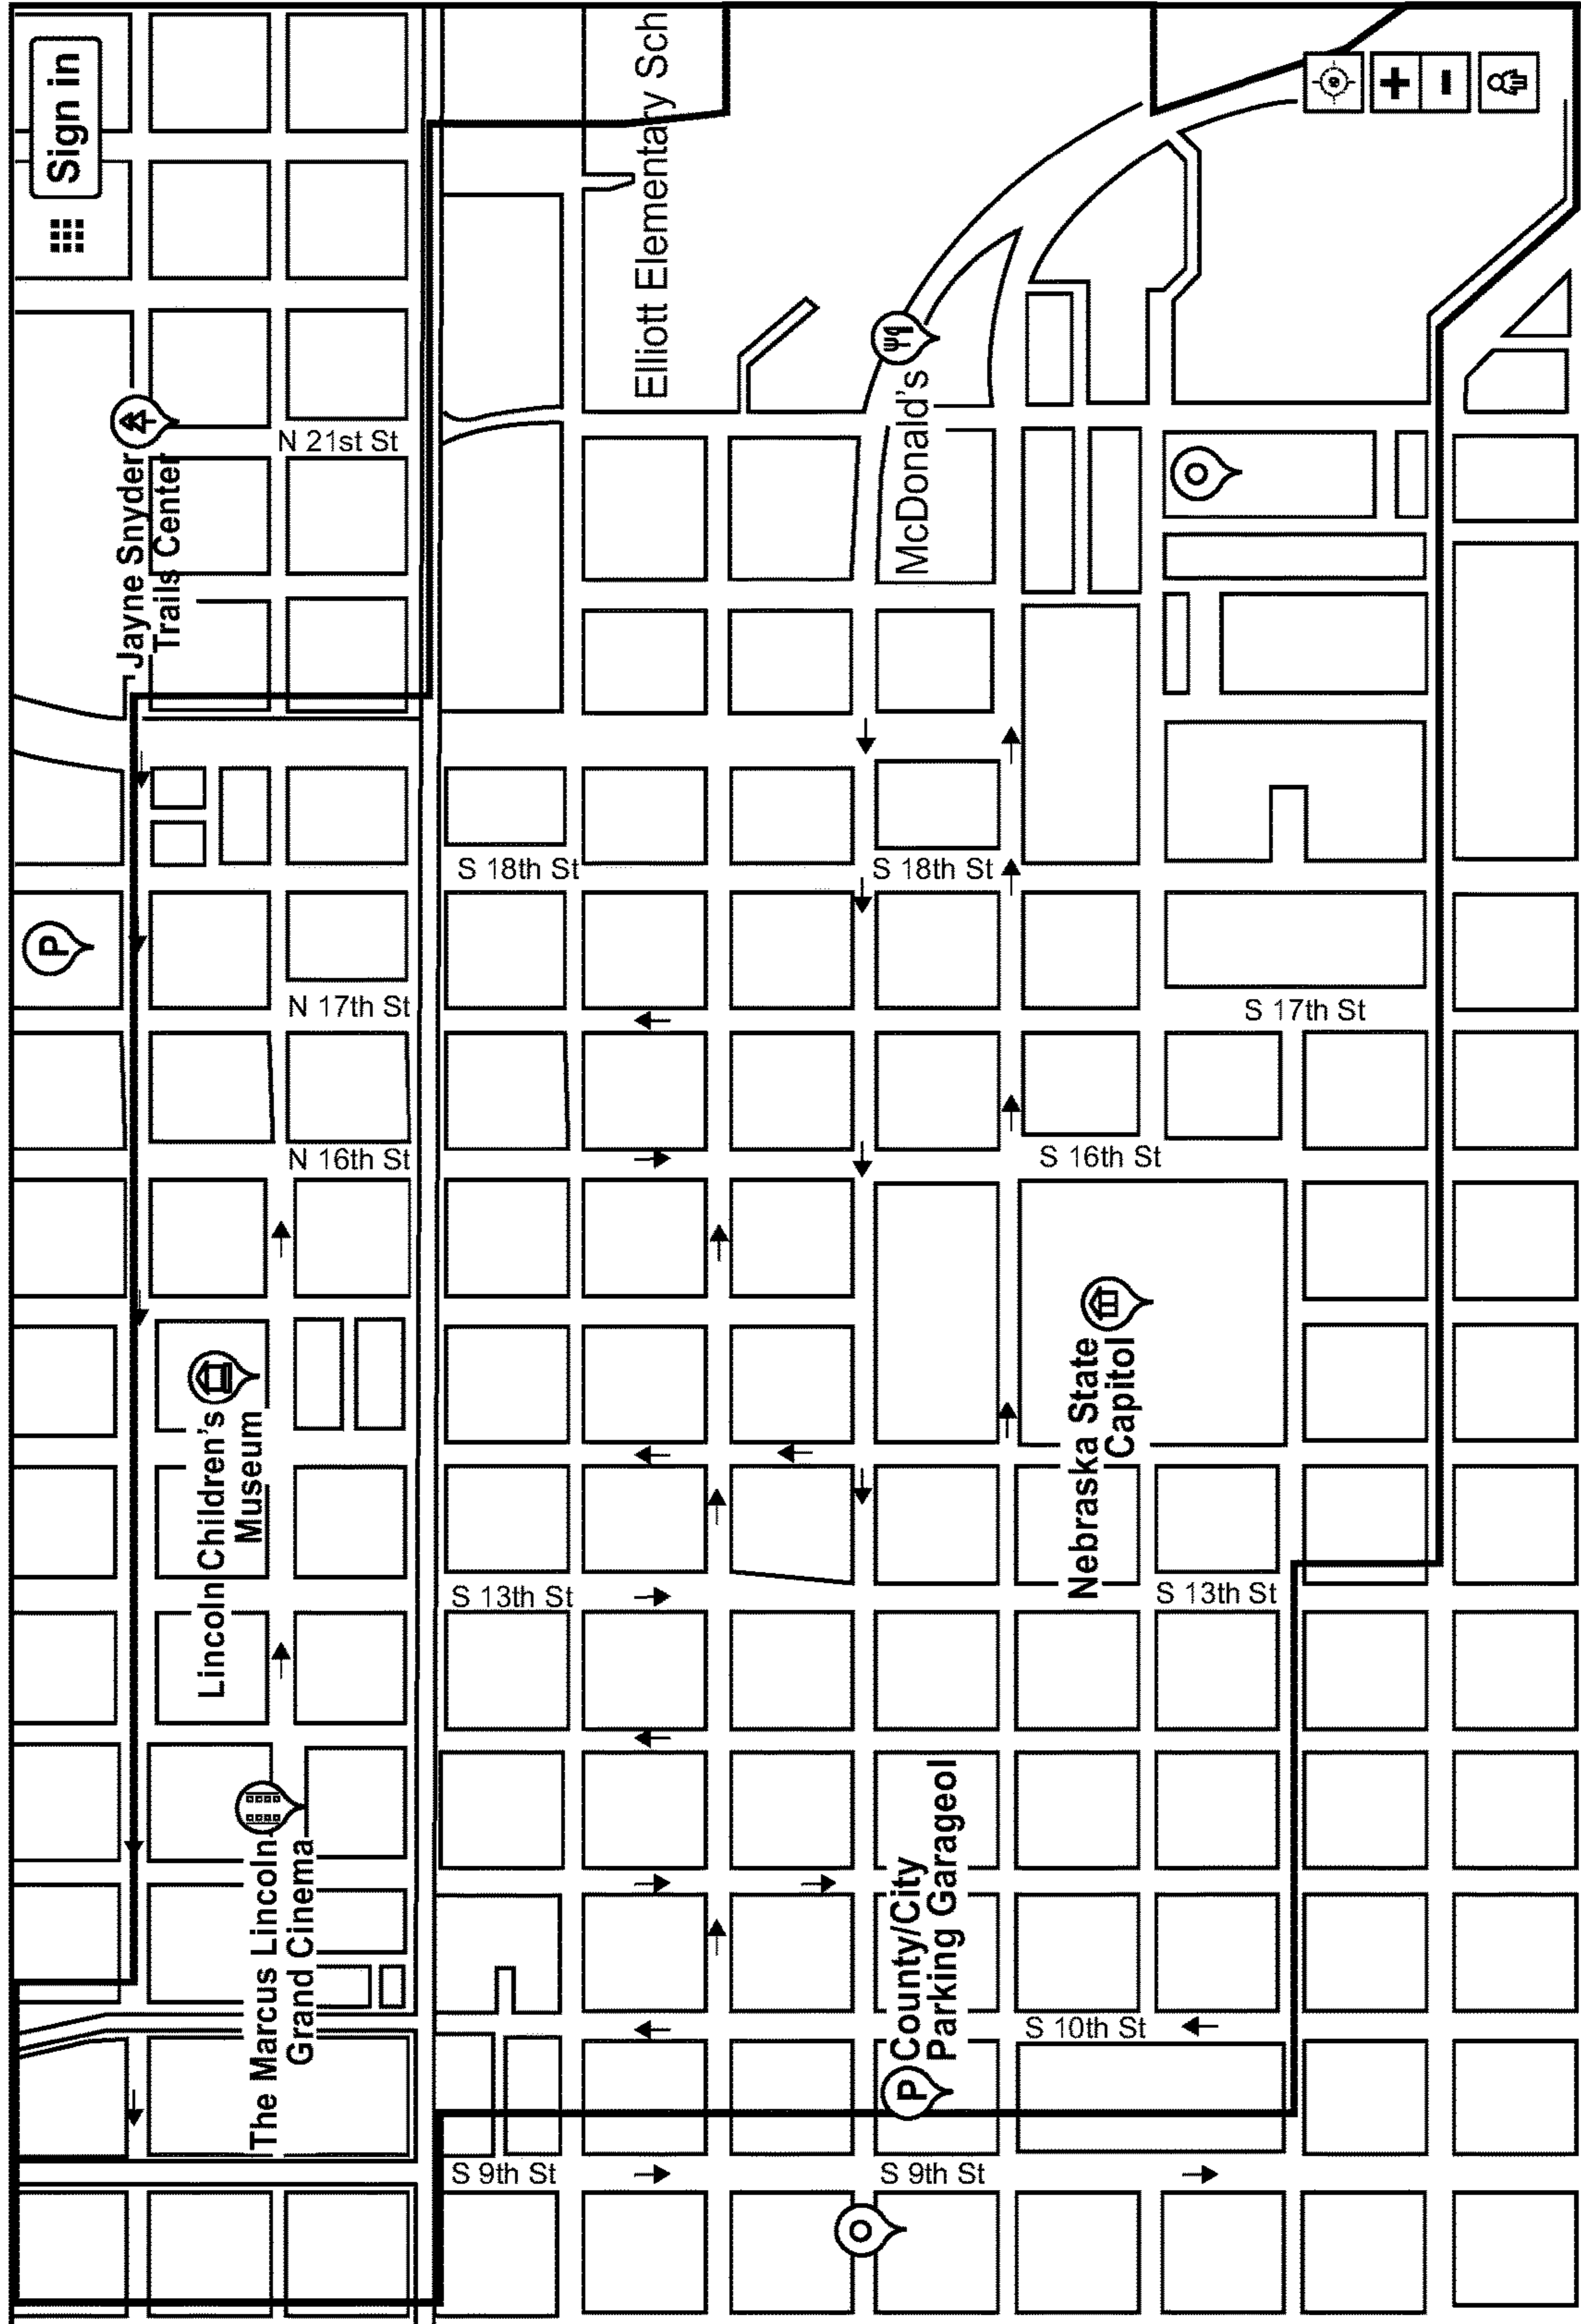 Sign in
Elliott Elementary Sch
Jayne Snyder
Trails Center
N 21st St
McDonald's
S 18th St
S 18th St
P
N 17th St
S 17th St
N 16th St
S 16th St
Lincoln Children's
Museum
Nebraska State
Capitol
S 13th St
S 13th St
The Marcus Lincoln
Grand Cinema
County/City
Parking Garageol
P
S 10th St
S 9th St
S 9th St